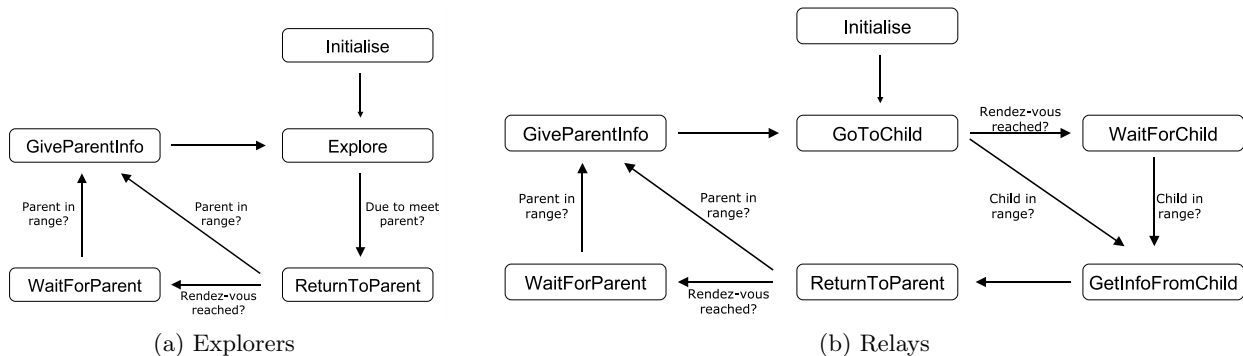 Initialise
GiveParentInfo
Explore
Parent in
range?
Parent in
range?
Due to meet
parent?
WaitForParent
Rendez-vous
reached?
ReturnToParent
(a) Explorers
Initialise
GiveParentInfo
GoToChild
Rendez-vous
reached?
WaitForChild
Parent in
range?
Parent in
range?
Child in
range?
Child in
range?
WaitForParent
Rendez-vous
reached?
ReturnToParent
GetInfoFromChild
(b) Relays